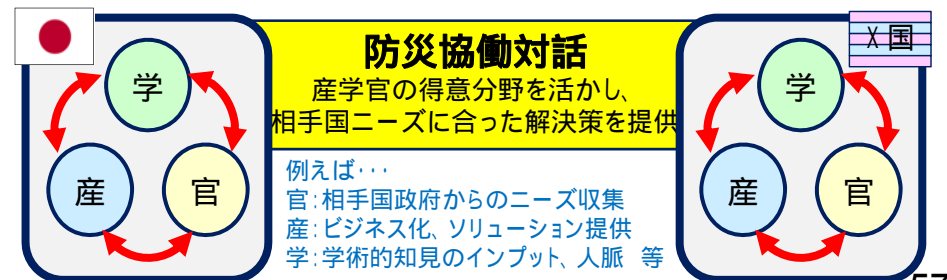 防災協働対話
産学官の得意分野を活かし、
相手国ニーズに合った解決策を提供
学
産
官
X国
学
産
官
例えば・・・
官：相手国政府からのニーズ収集
産：ビジネス化、ソリューション提供
学：学術的知見のインプット、人脈　等